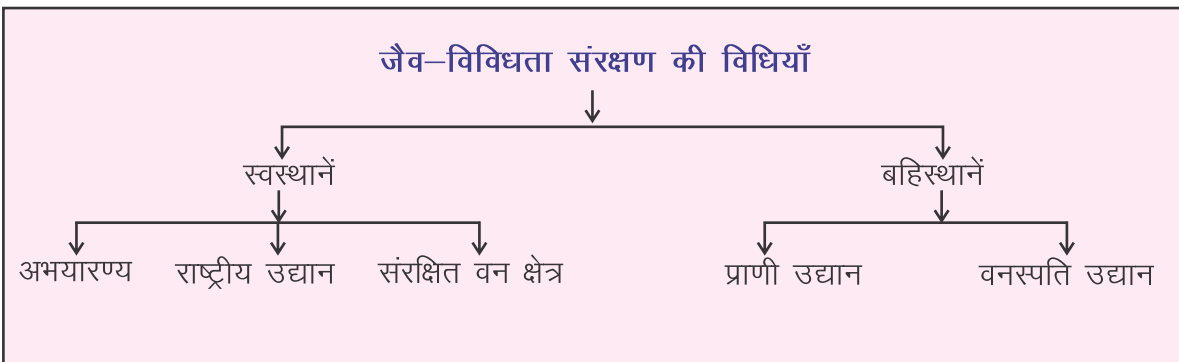 जैव–विविधता संरक्षण की विधियाँ
स्वस्थानें बहिस्थानें
अभयारण्य राष्ट्रीय उद्यान संरक्षित वन क्षेत्र प्राणी उद्यान वनस्पति उद्यान